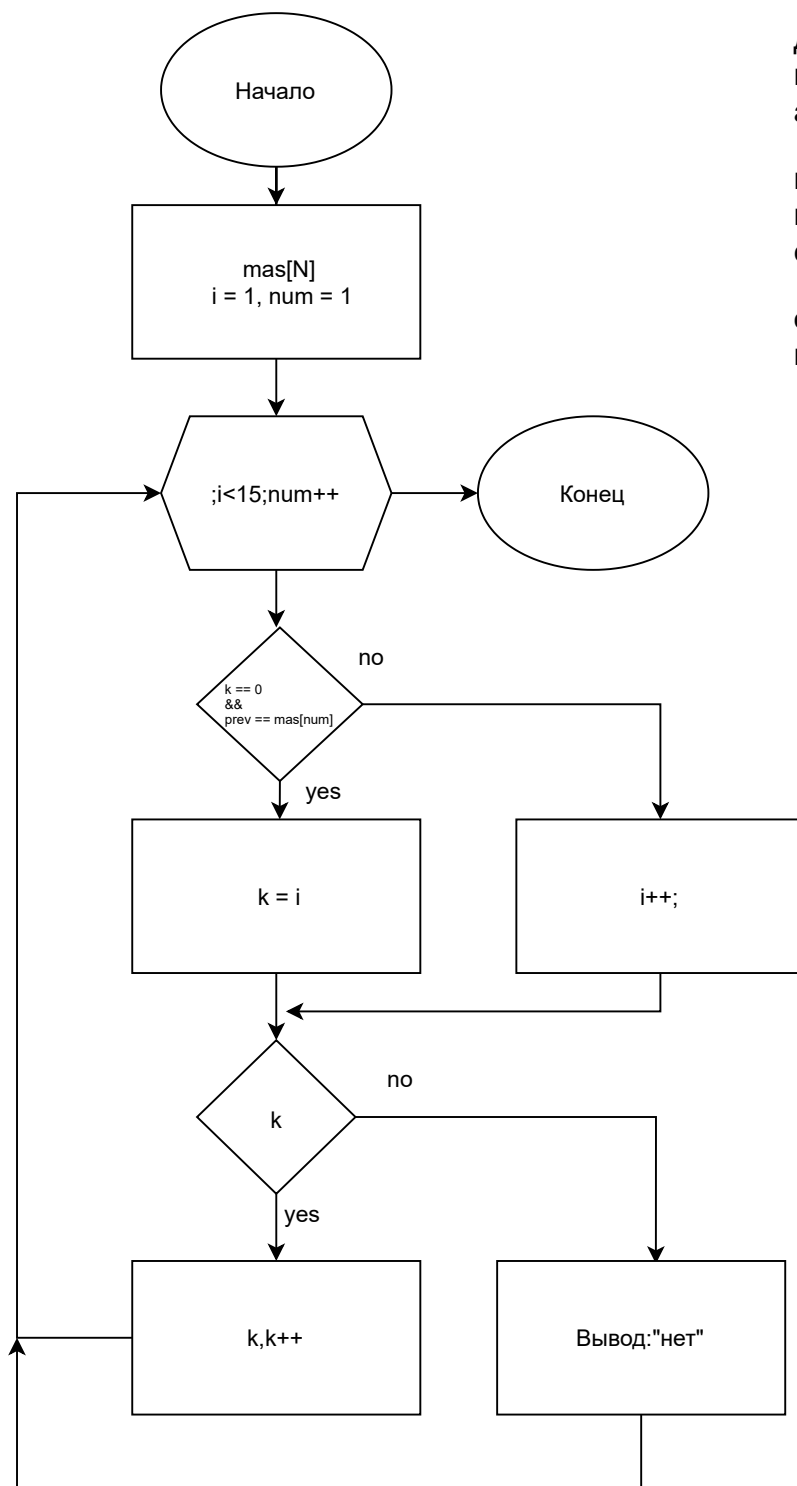 Начало
mas[N]
i = 1, num = 1
;i<15;num++
Конец
k == 0
&&
prev == mas[num]
no
yes
k = i
i++;
k
no
yes
k,k++
Вывод:"нет"